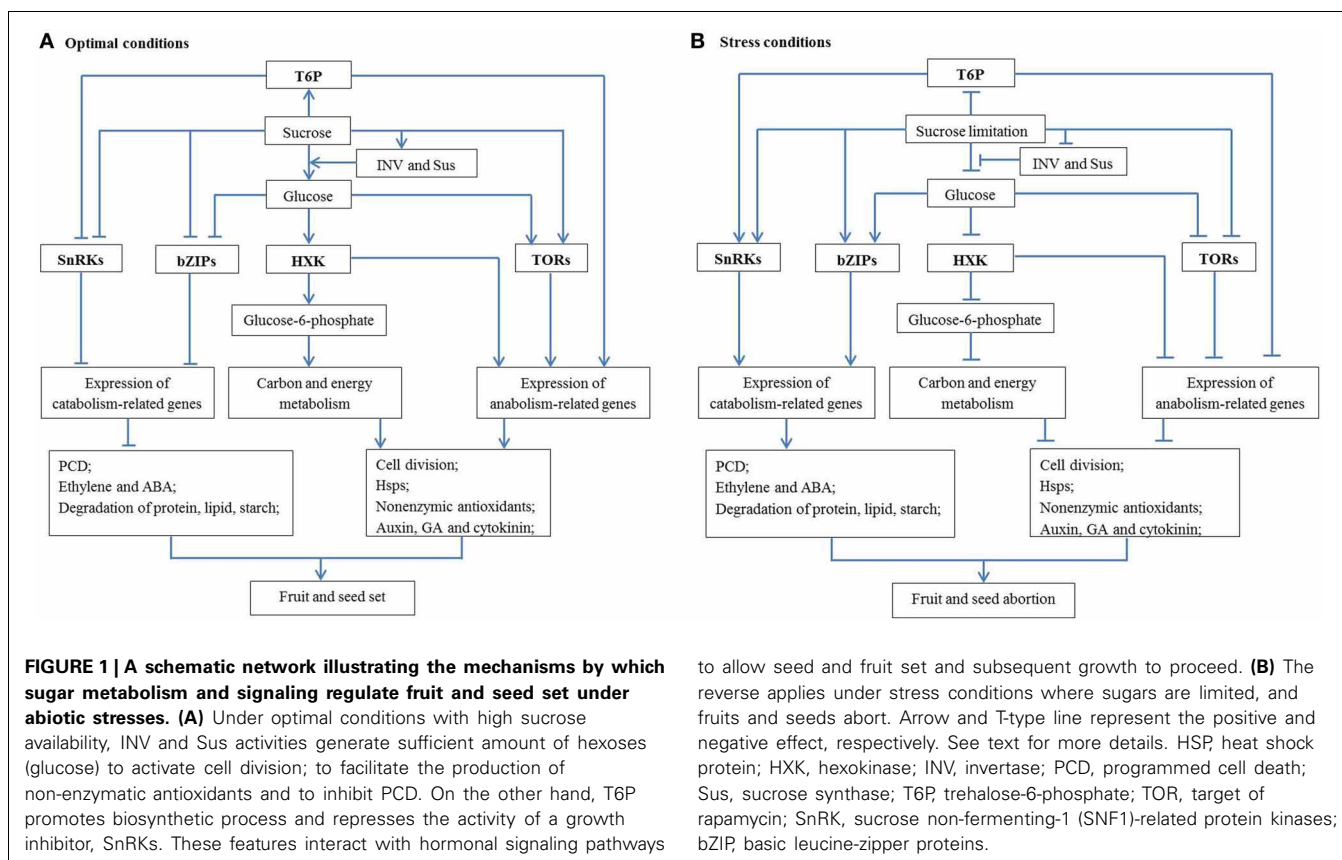 A Optimal conditions
T6P
Sucrose
INV and Sus
Glucose
SnRKs
bZIPs
HXK
TORs
Glucose-6-phosphate
Expression of
catabolism-related genes
Carbon and energy
metabolism
Expression of
anabolism-related genes
PCD;
Ethylene and ABA;
Degradation of protein, lipid, starch;
Cell division;
Hsps;
Nonenzymic antioxidants;
Auxin, GA and cytokinin;
Fruit and seed set
B Stress conditions
T6P
Sucrose limitation
INV and Sus
Glucose
SnRKs
bZIPs
HXK
TORs
Glucose-6-phosphate
Expression of
catabolism-related genes
Carbon and energy
metabolism
Expression of
anabolism-related genes
PCD;
Ethylene and ABA;
Degradation of protein, lipid, starch;
Cell division;
Hsps;
Nonenzymic antioxidants;
Auxin, GA and cytokinin;
Fruit and seed abortion
FIGURE 1 | A schematic network illustrating the mechanisms by which
sugar metabolism and signaling regulate fruit and seed set under
abiotic stresses. (A) Under optimal conditions with high sucrose
availability, INV and Sus activities generate sufficient amount of hexoses
(glucose) to activate cell division; to facilitate the production of
non-enzymatic antioxidants and to inhibit PCD. On the other hand, T6P
promotes biosynthetic process and represses the activity of a growth
inhibitor, SnRKs. These features interact with hormonal signaling pathways
to allow seed and fruit set and subsequent growth to proceed. (B) The
reverse applies under stress conditions where sugars are limited, and
fruits and seeds abort. Arrow and T-type line represent the positive and
negative effect, respectively. See text for more details. HSP, heat shock
protein; HXK, hexokinase; INV, invertase; PCD, programmed cell death;
Sus, sucrose synthase; T6P, trehalose-6-phosphate; TOR, target of
rapamycin; SnRK, sucrose non-fermenting-1 (SNF1)-related protein kinases;
bZIP, basic leucine-zipper proteins.